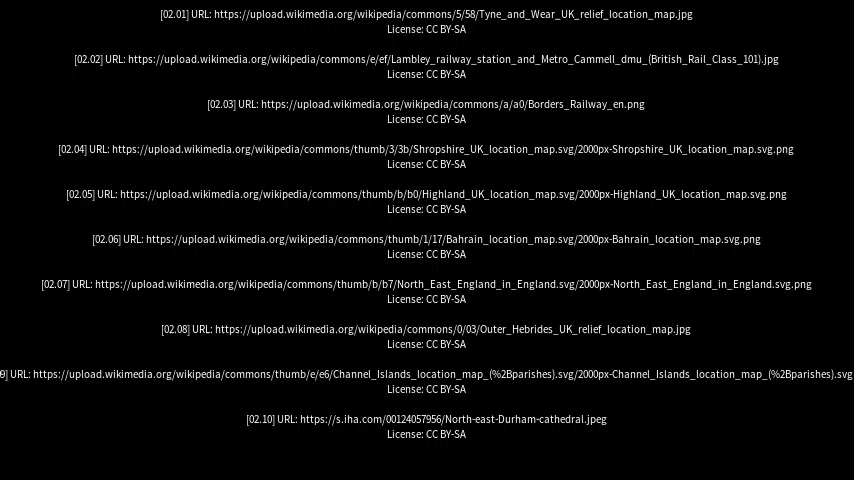 [02.01] URL: https://upload.wikimedia.org/wikipedia/commons/5/58/Tyne_and_Wear_UK_relief_location_map.jpg
License: CC BY-SA
[02.02] URL: https://upload.wikimedia.org/wikipedia/commons/e/ef/Lambley_railway_station_and_Metro_Cammell_dmu_(British_Rail_Class_101).jpg
License: CC BY-SA
[02.03] URL: https://upload.wikimedia.org/wikipedia/commons/a/a0/Borders_Railway_en.png
License: CC BY-SA
[02.04] URL: https://upload.wikimedia.org/wikipedia/commons/thumb/3/3b/Shropshire_UK_location_map.svg/2000px-Shropshire_UK_location_map.svg.png
License: CC BY-SA
[02.05] URL: https://upload.wikimedia.org/wikipedia/commons/thumb/b/b0/Highland_UK_location_map.svg/2000px-Highland_UK_location_map.svg.png
License: CC BY-SA
[02.06] URL: https://upload.wikimedia.org/wikipedia/commons/thumb/1/17/Bahrain_location_map.svg/2000px-Bahrain_location_map.svg.png
License: CC BY-SA
[02.07] URL: https://upload.wikimedia.org/wikipedia/commons/thumb/b/b7/North_East_England_in_England.svg/2000px-North_East_England_in_England.svg.png
License: CC BY-SA
[02.08] URL: https://upload.wikimedia.org/wikipedia/commons/0/03/Outer_Hebrides_UK_relief_location_map.jpg
License: CC BY-SA
9] URL: https://upload.wikimedia.org/wikipedia/commons/thumb/e/e6/Channel_Islands_location_map_(%2Bparishes).svg/2000px-Channel_Islands_location_map_(%2Bparishes).svg
License: CC BY-SA
[02.10] URL: https://s.iha.com/00124057956/North-east-Durham-cathedral.jpeg
License: CC BY-SA